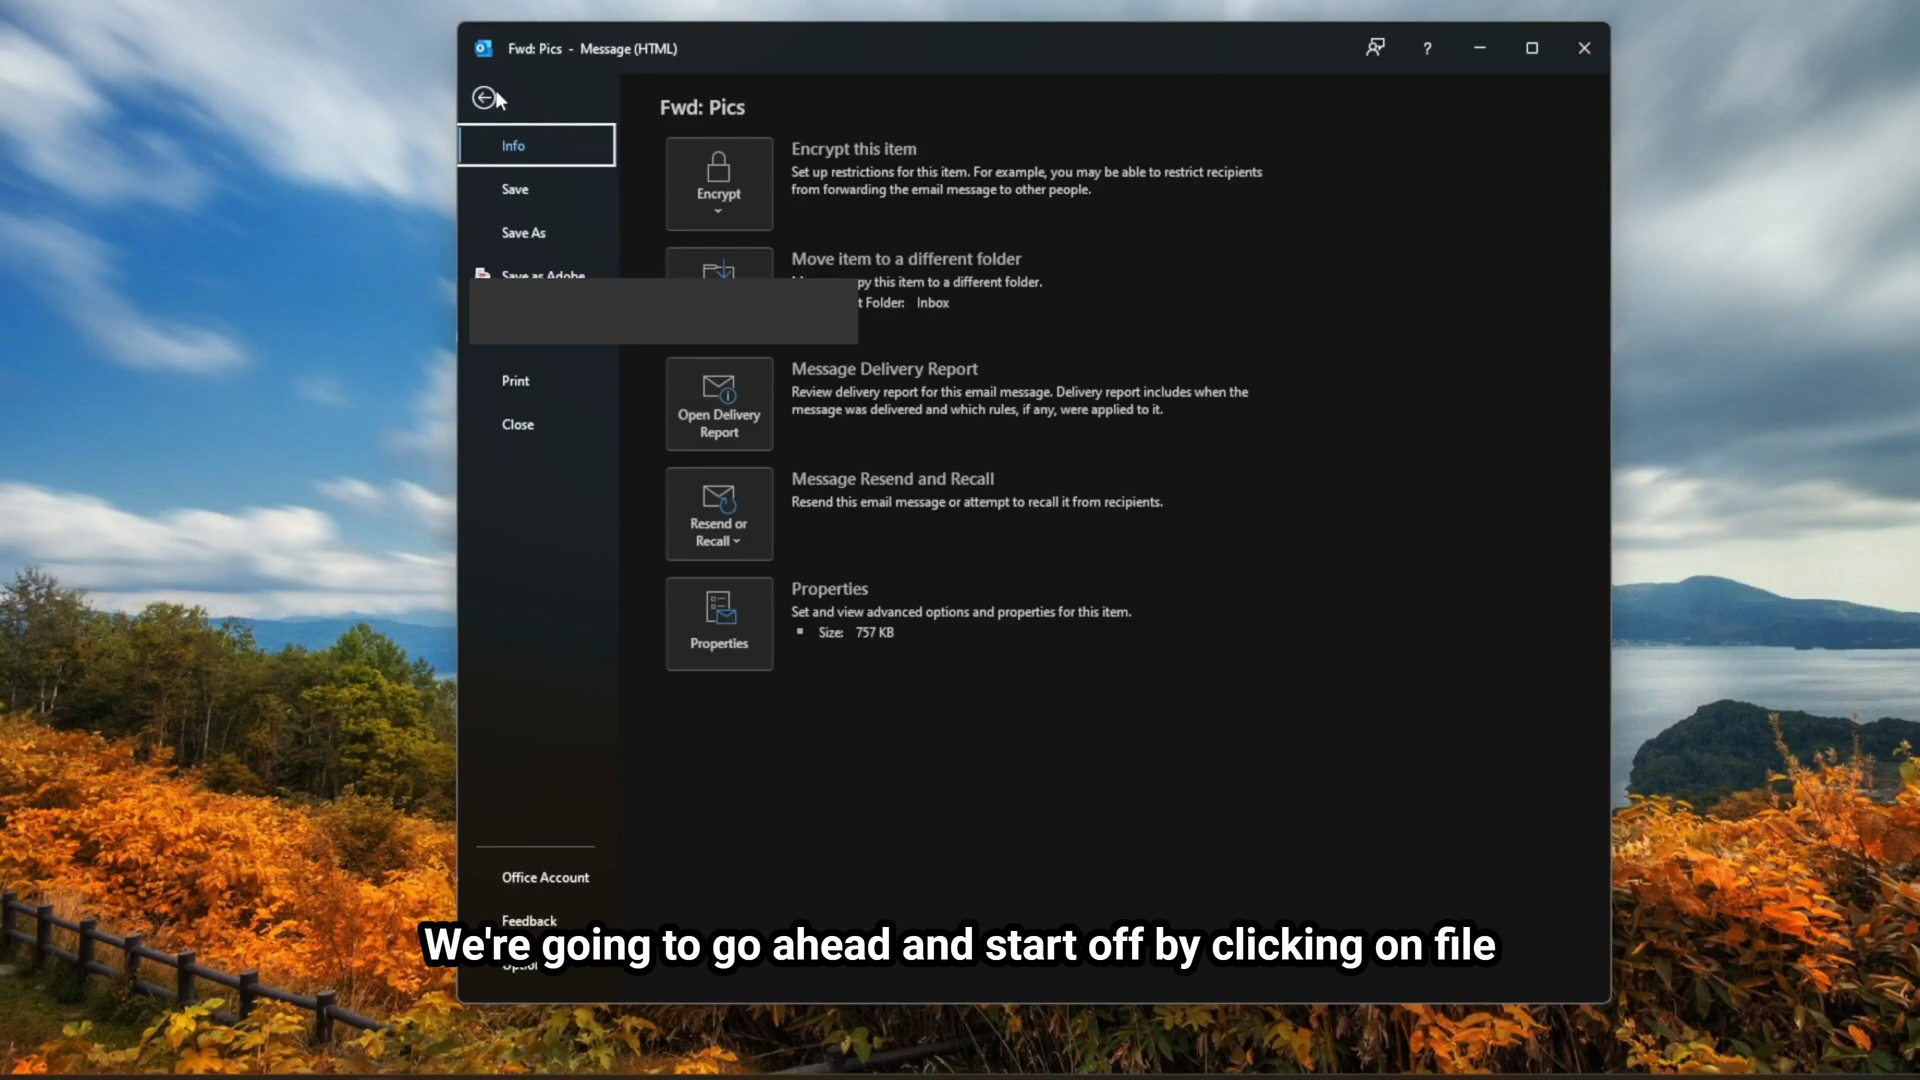 Fwd: Pics - Message (HTML)
?
Fwd: Pics
Info
Save
Save As
Save as Adobe
Print
Close
Encrypt
Encrypt this item
Set up restrictions for this item. For example, you may be able to restrict recipients
from forwarding the email message to other people.
Move item to a different folder
py this item to a different folder.
t Folder: Inbox
Open Delivery
Report
Message Delivery Report
Review delivery report for this email message. Delivery report includes when the
message was delivered and which rules, if any, were applied to it.
Resend or
Recall
Message Resend and Recall
Resend this email message or attempt to recall it from recipients.
Properties
Properties
Set and view advanced options and properties for this item.
Size: 757 KB
Office Account
Feedback
We're going to go ahead and start off by clicking on file